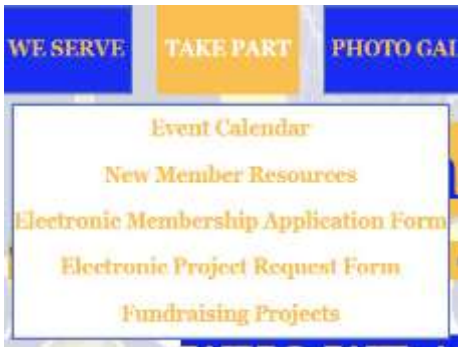 WE SERVE TAKE PART PHOTO GAL
Event Calendar
New Member Resources
Electronic Membership Application Form
Electronic Project Request Form
Fundraising Projects